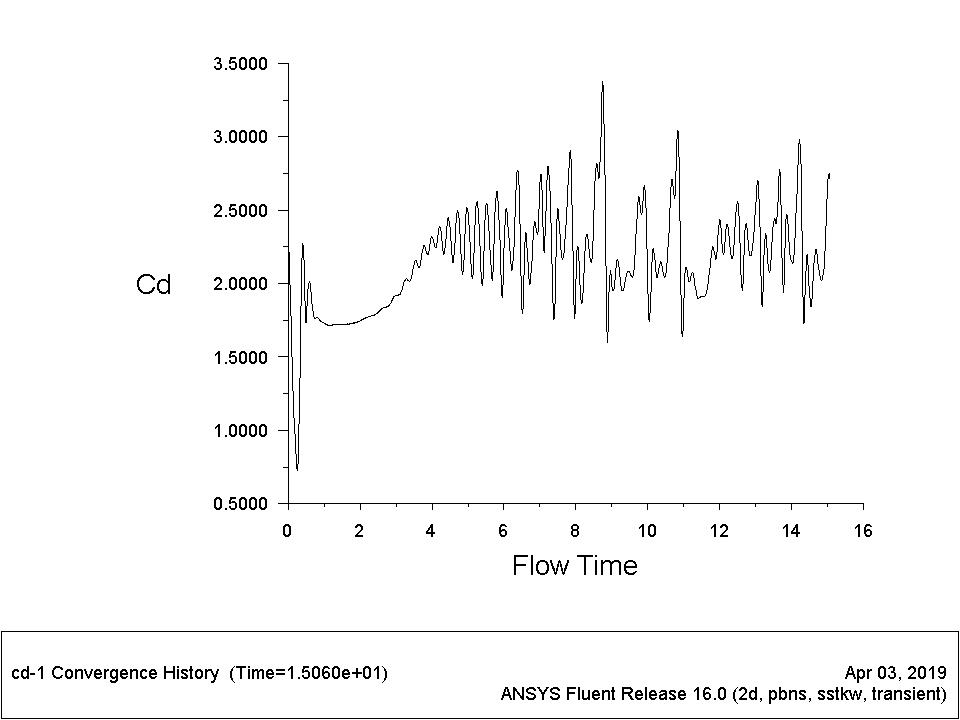 3.5000
3.0000
2.5000
Cd
2.0000
1.5000
1.0000
0.5000
0 2 4 6 8 10 12 14 16
Flow Time
cd-1 Convergence History (Time=1.5060e+01)
Apr 03, 2019
ANSYS Fluent Release 16.0 (2d, pbns, sstkw, transient)